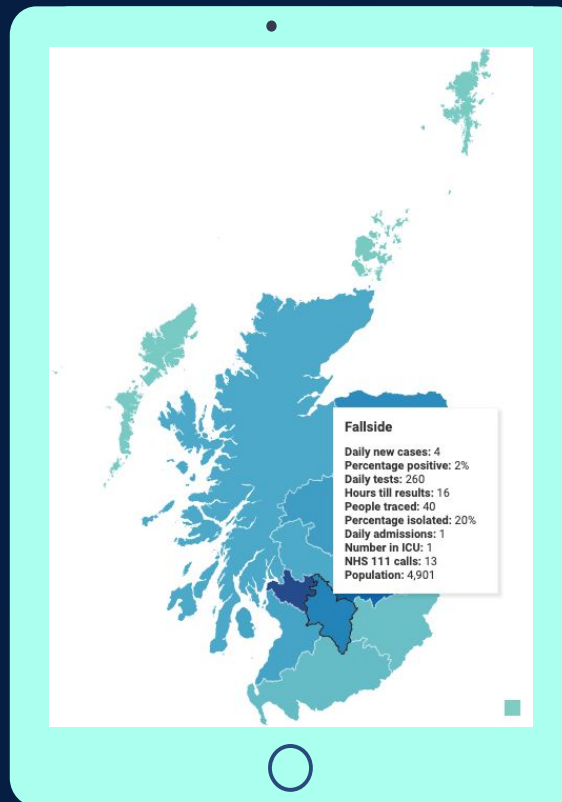 Fallside
Daily new cases: 4
Percentage positive: 2%
Daily tests: 260
Hours till results: 16
People traced: 40
Percentage isolated: 20%
Daily admissions: 1
Number in ICU: 1
NHS 111 calls: 13
Population: 4,901